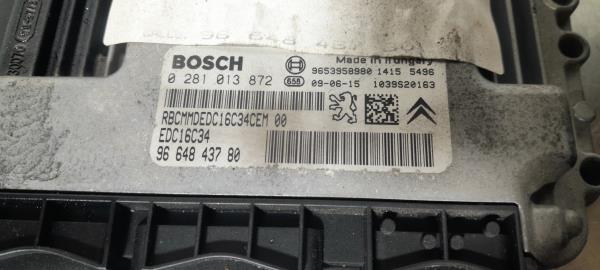 BOSCH
Made in Hungary
9653958980 1415 5496
0 281 013 872 658 09-06-15 1039S20163
RBCMMDEDC16C34CEM 00
EDC16C34
96 648 437 80